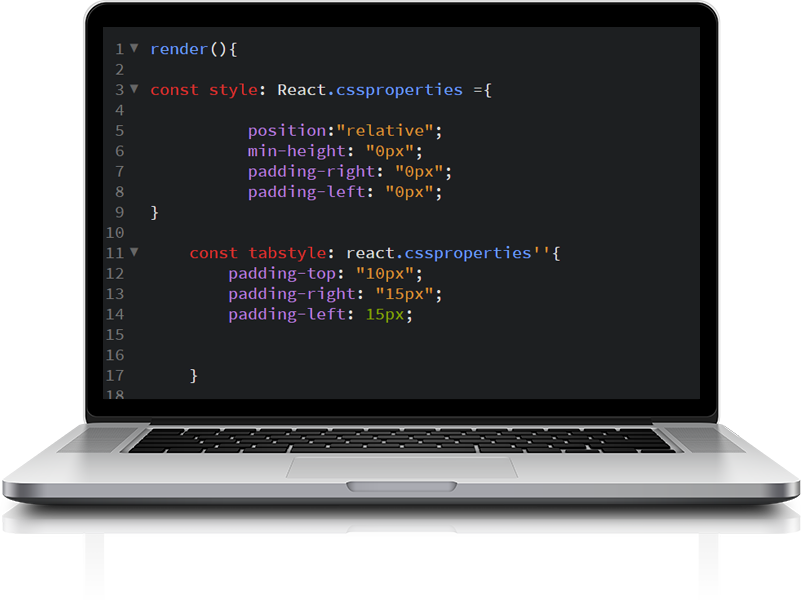 1 render(){
2
3 const style: React.cssproperties ={
4
5 position:"relative";
6 min-height: "0px";
7 padding-right: "0px";
8 padding-left: "0px";
9 }
10
11 const tabstyle: react.cssproperties''{
12 padding-top: "10px";
13 padding-right: "15px";
14 padding-left: 15px;
15
16
17 }
18